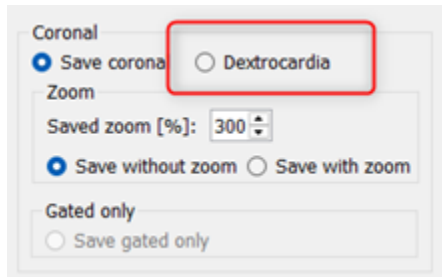 Coronal
Save corona Dextrocardia
Zoom
Saved zoom [%]: 300
Save without zoom Save with zoom
Gated only
Save gated only